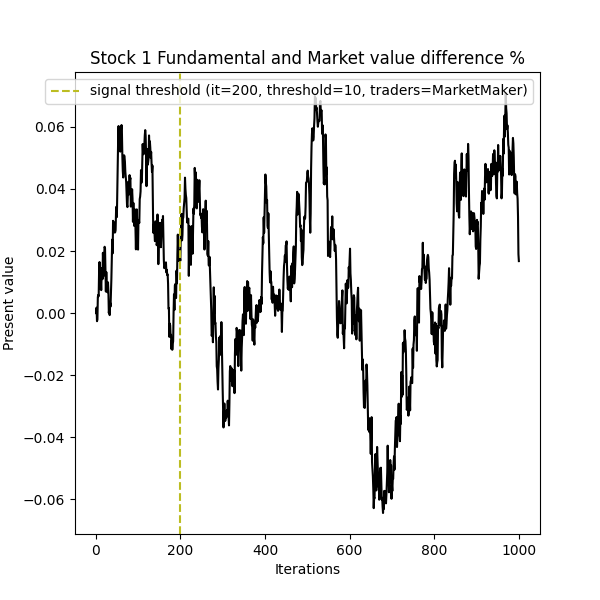 Stock 1 Fundamental and Market value difference %
signal threshold (it=200, threshold=10, traders=MarketMaker)
0.06
0.04
0.02
0.00
−0.02
−0.04
−0.06
Present value
0 200 400 600 800 1000
Iterations